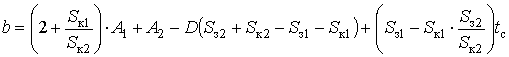 b = (2 + Sк1/Sк2) · A1 + A2 − D(Sз2 + Sк2 − Sз1 − Sк1) + (Sз1 − Sк1 · Sз2/Sк2) tc